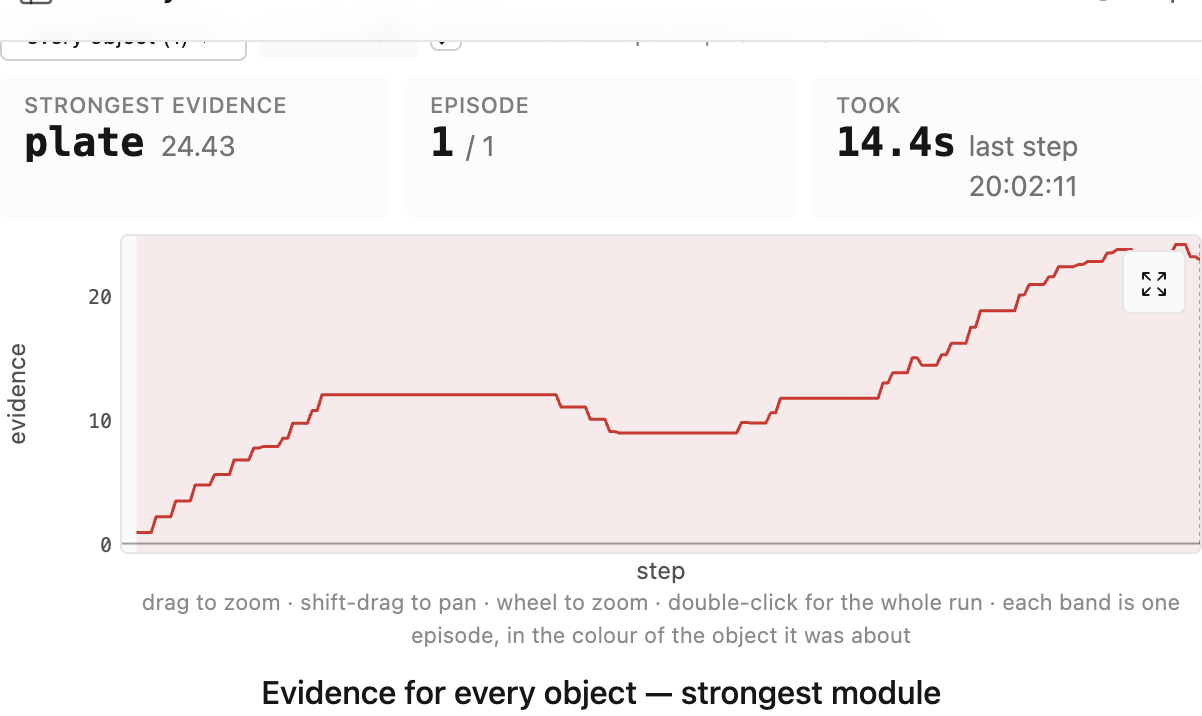 STRONGEST EVIDENCE
plate 24.43
EPISODE
1 / 1
TOOK
14.4s last step
20:02:11
20
10
0
evidence
step
drag to zoom · shift-drag to pan · wheel to zoom · double-click for the whole run · each band is one
episode, in the colour of the object it was about
Evidence for every object — strongest module